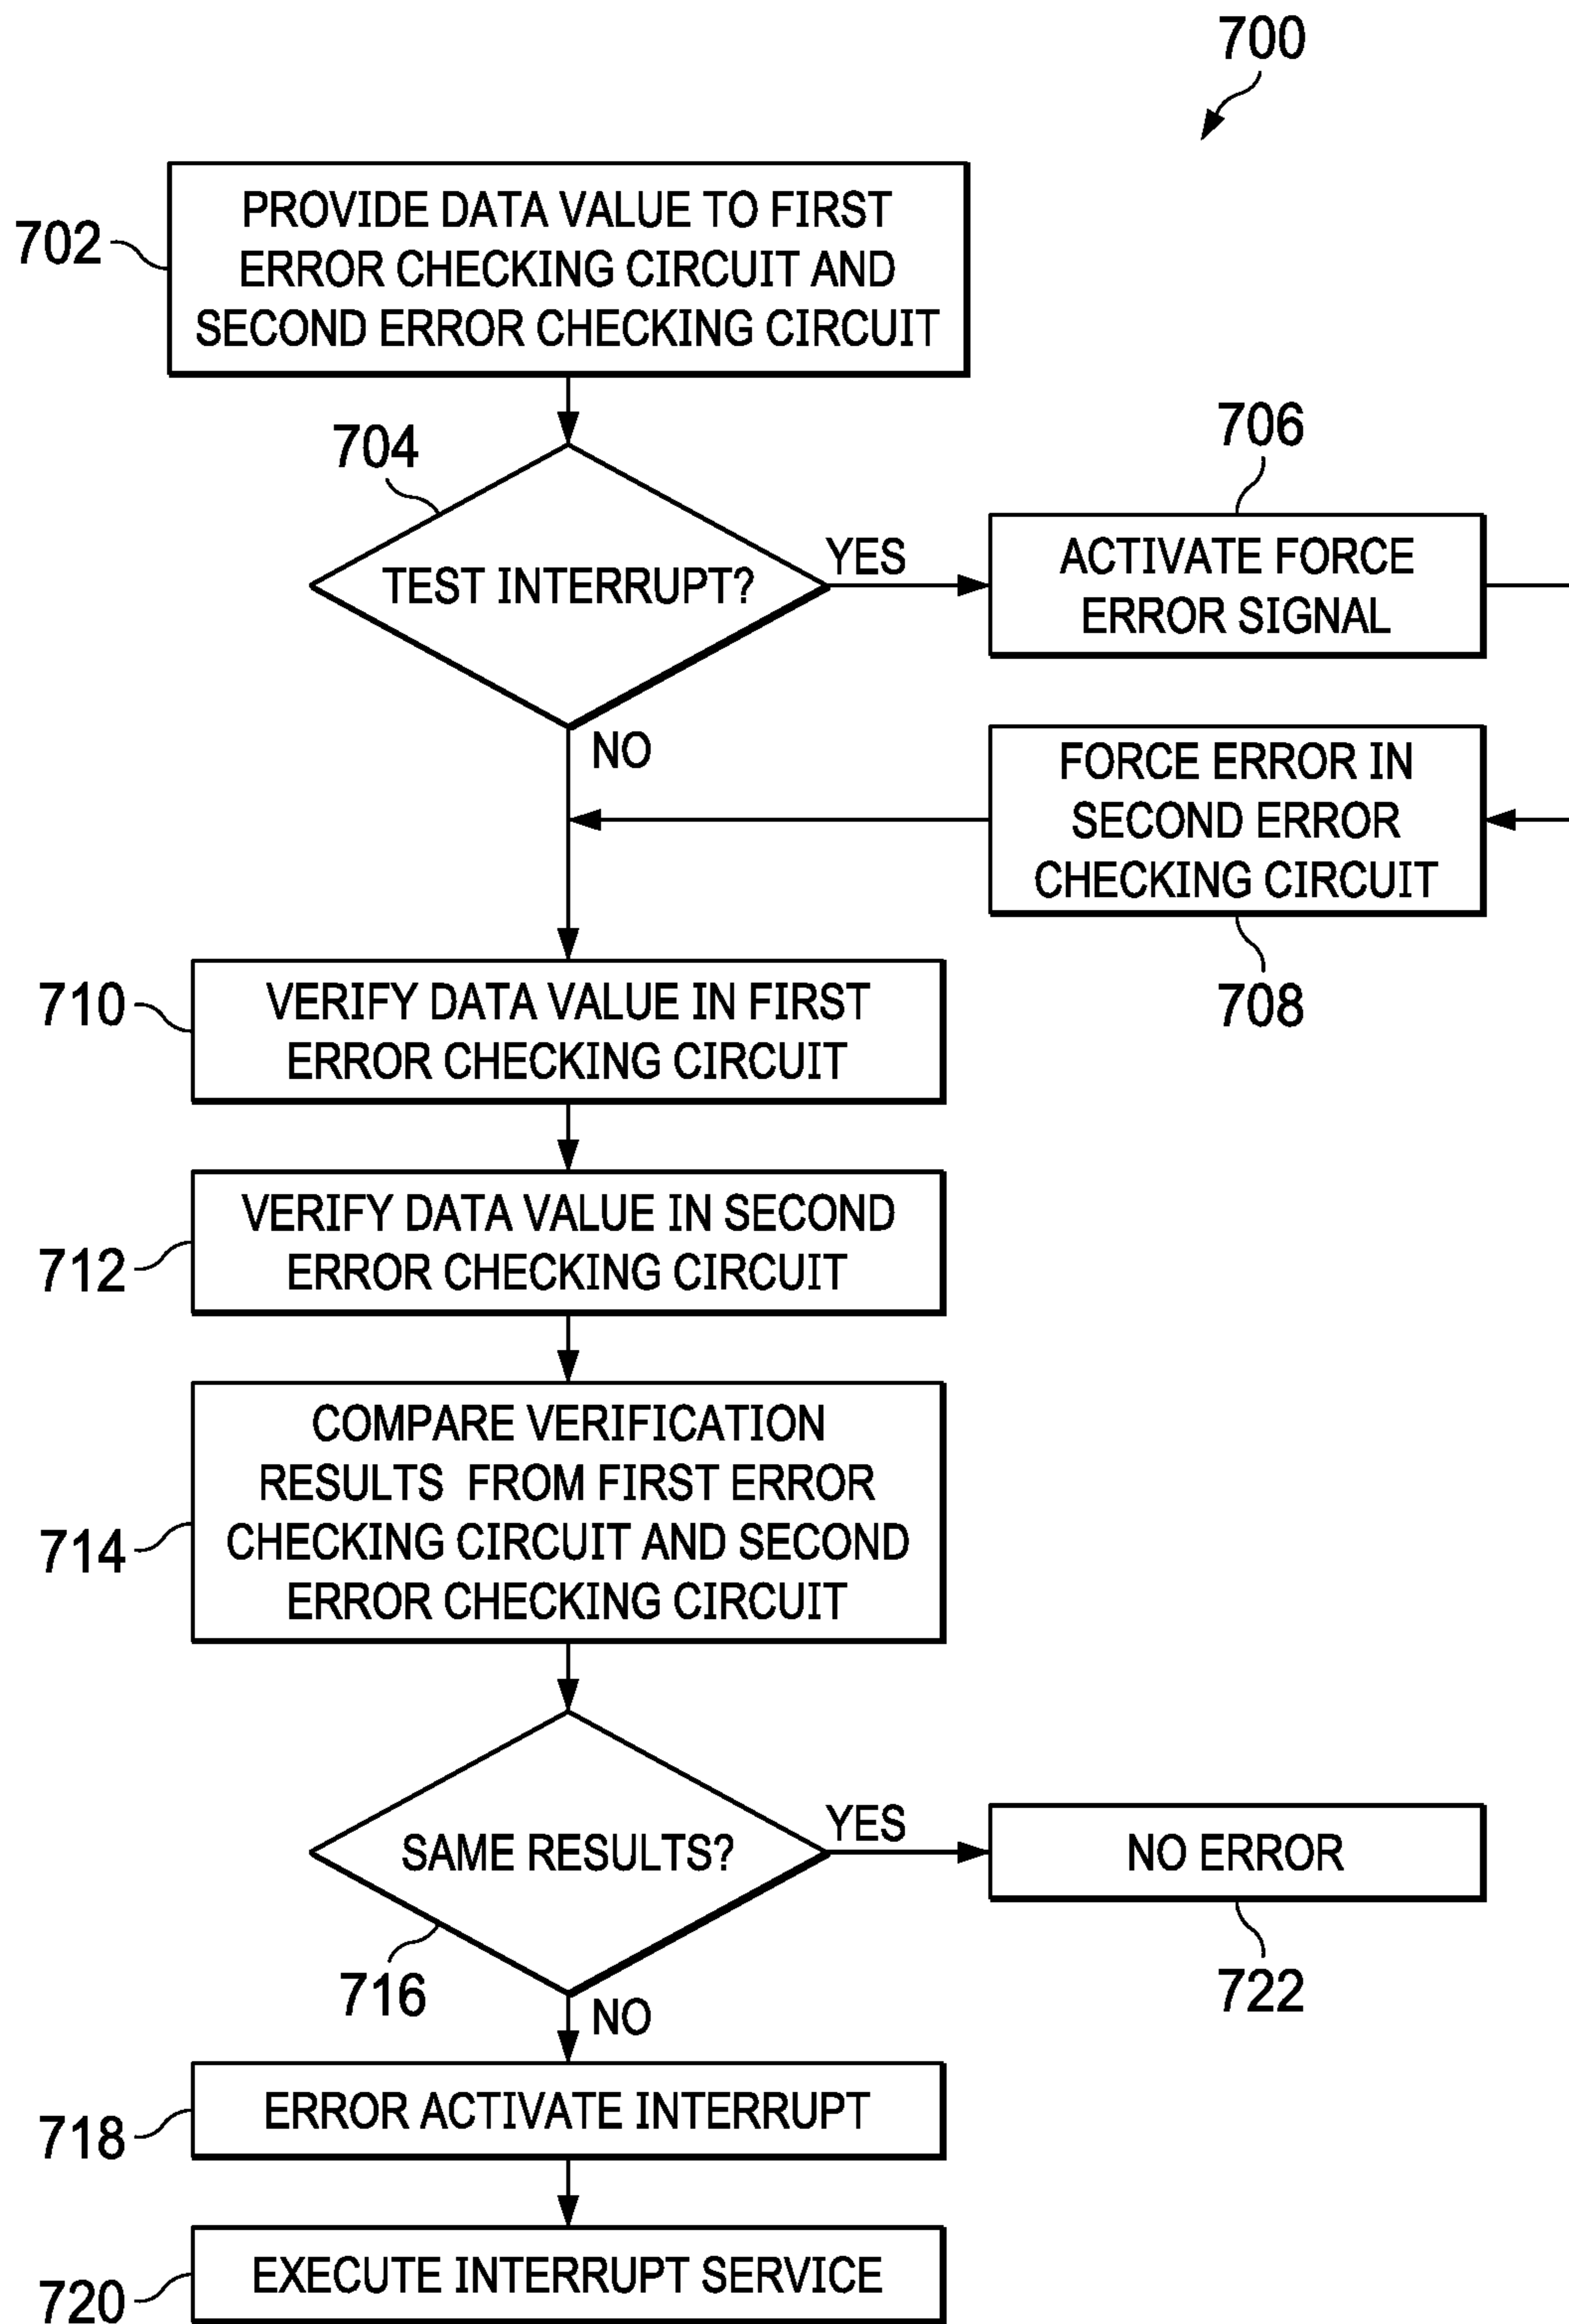 700
702
PROVIDE DATA VALUE TO FIRST
ERROR CHECKING CIRCUIT AND
SECOND ERROR CHECKING CIRCUIT
704
TEST INTERRUPT?
YES
NO
706
ACTIVATE FORCE
ERROR SIGNAL
FORCE ERROR IN
SECOND ERROR
CHECKING CIRCUIT
708
710
VERIFY DATA VALUE IN FIRST
ERROR CHECKING CIRCUIT
712
VERIFY DATA VALUE IN SECOND
ERROR CHECKING CIRCUIT
714
COMPARE VERIFICATION
RESULTS FROM FIRST ERROR
CHECKING CIRCUIT AND SECOND
ERROR CHECKING CIRCUIT
716
SAME RESULTS?
YES
NO
NO ERROR
722
718
ERROR ACTIVATE INTERRUPT
720
EXECUTE INTERRUPT SERVICE